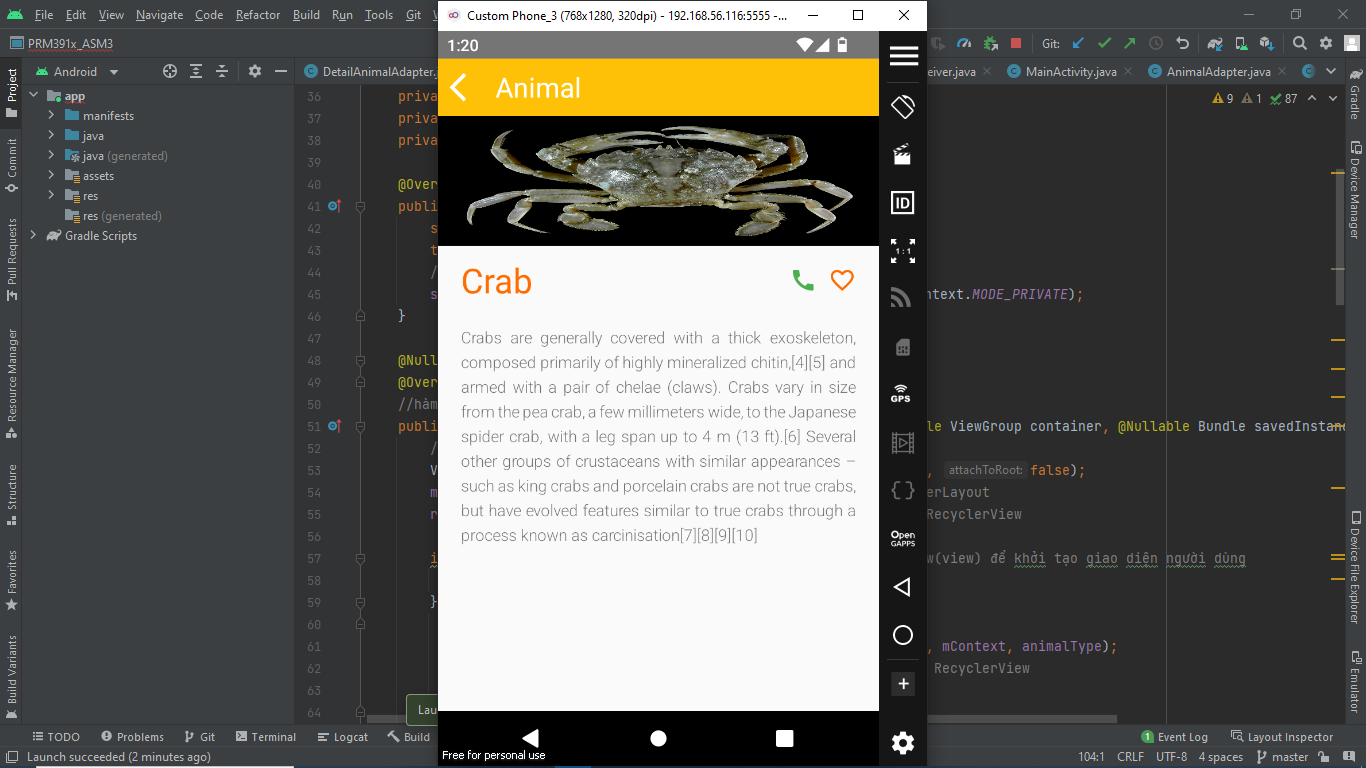 File Edit View Navigate Code Refactor Build Run Tools Git
Custom Phone_3 (768x1280, 320dpi) - 192.168.56.116:5555 -...
PRM391x_ASM3
Git:
Android
DetailAnimalAdapter.j
eiver.java
MainActivity.java
AnimalAdapter.java
Project
Commit
Pull Requests
Resource Manager
Structure
Favorites
Build Variants
app
manifests
java
java (generated)
assets
res
res (generated)
Gradle Scripts
9 1 87
36 priva
37 priva
38 priva
39
40 @Over
41 publi
42 s
43 t
44 /
45 s
ntext.MODE_PRIVATE);
46 }
47
48 @Null
49 @Over
50 //hàm
51 publi
le ViewGroup container, @Nullable Bundle savedInstanc
52 /
53 V
, attachToRoot: false);
54 m
erLayout
55 r
RecyclerView
57 i
w(view) để khởi tạo giao diện người dùng
58
59 }
60
61
, mContext, animalType);
62
RecyclerView
63
64
1:20
Animal
Crab
Crabs are generally covered with a thick exoskeleton,
composed primarily of highly mineralized chitin,[4][5] and
armed with a pair of chelae (claws). Crabs vary in size
from the pea crab, a few millimeters wide, to the Japanese
spider crab, with a leg span up to 4 m (13 ft).[6] Several
other groups of crustaceans with similar appearances –
such as king crabs and porcelain crabs are not true crabs,
but have evolved features similar to true crabs through a
process known as carcinisation[7][8][9][10]
Free for personal use
ID
1:1
GPS
Open
GAPPS
Gradle
Device Manager
Device File Explorer
Emulator
Lau
TODO Problems Git Terminal Logcat Build
1 Event Log Layout Inspector
Launch succeeded (2 minutes ago)
104:1 CRLF UTF-8 4 spaces master